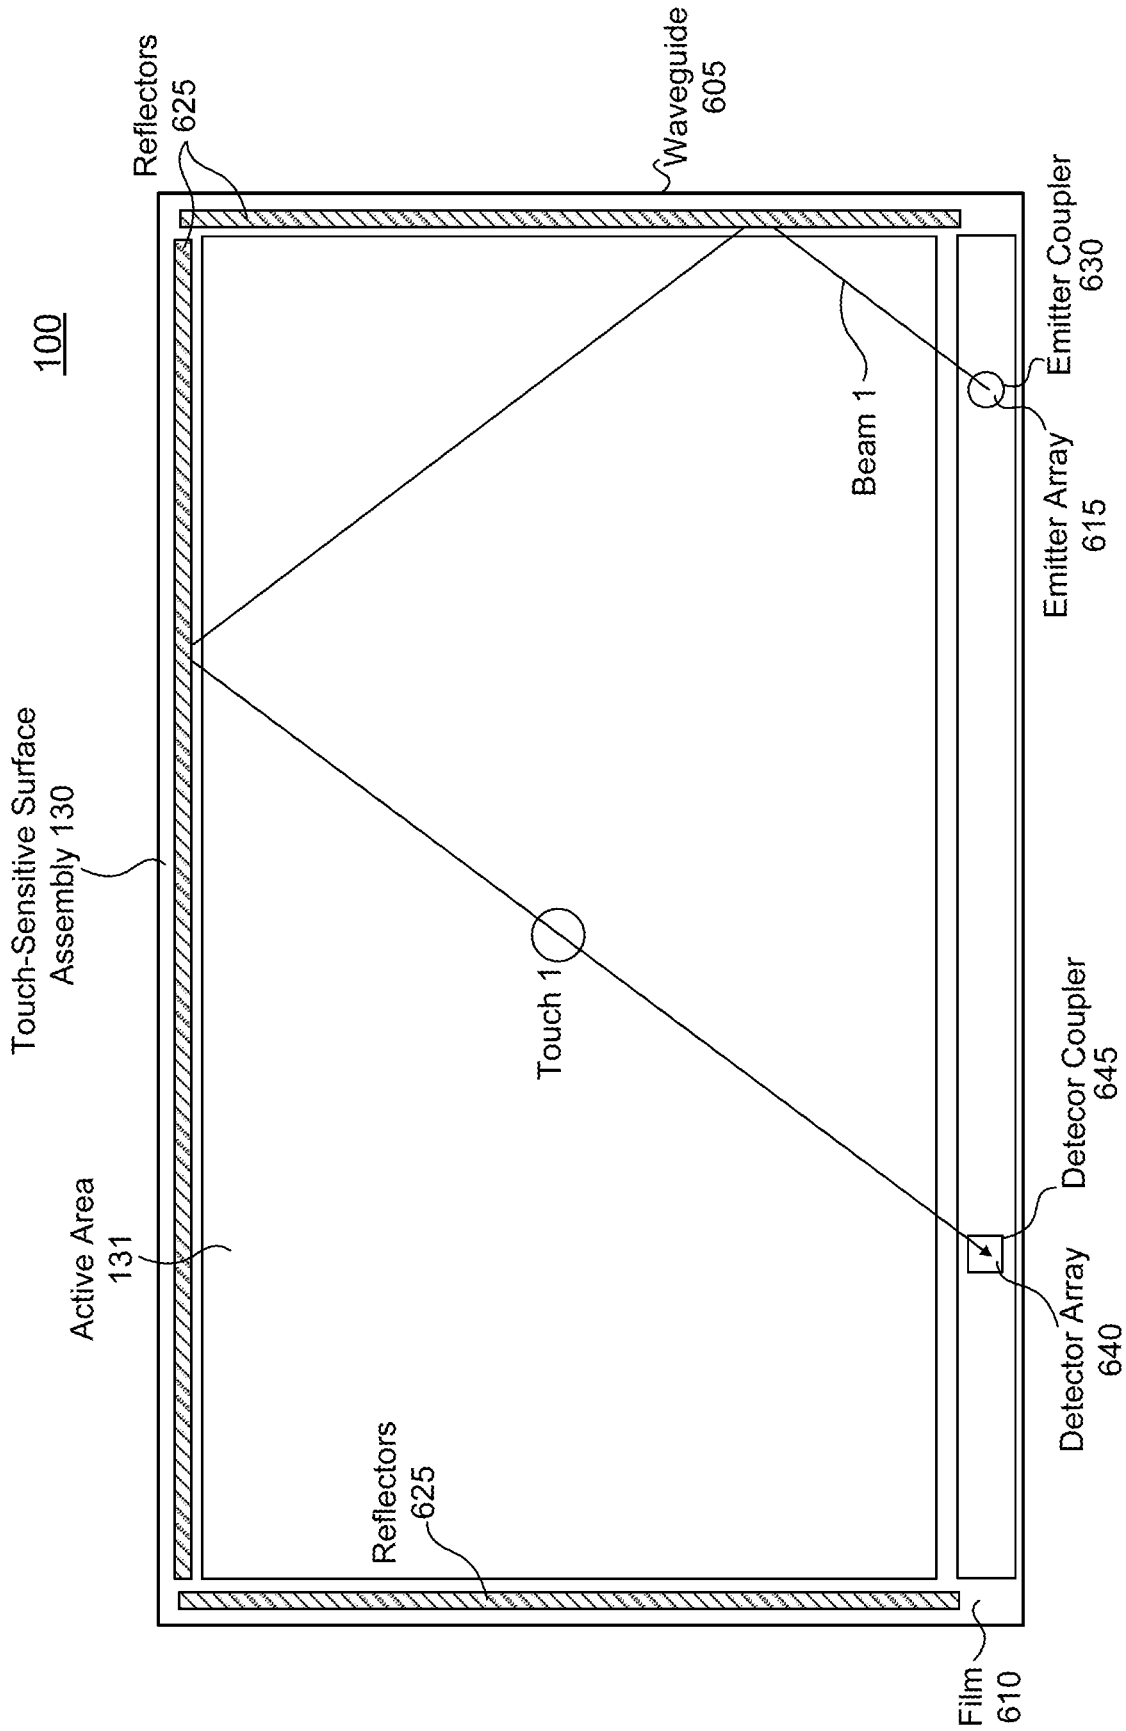 100
Touch-Sensitive Surface
Assembly 130
Reflectors
625
Active Area
131
Waveguide
605
Reflectors
625
Touch 1
Beam 1
Film
610
Detector Array
640
Detecor Coupler
645
Emitter Array
615
Emitter Coupler
630